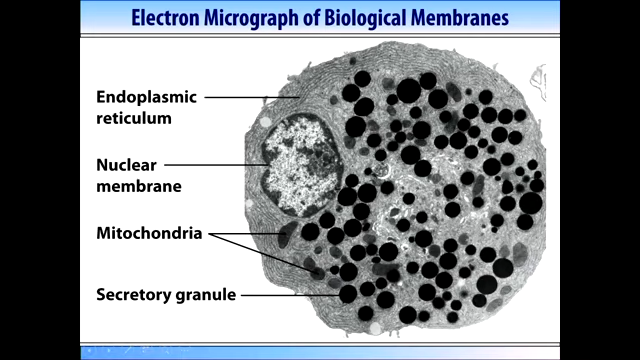 Electron Micrograph of Biological Membranes
Endoplasmic
reticulum
Nuclear
membrane
Mitochondria
Secretory granule